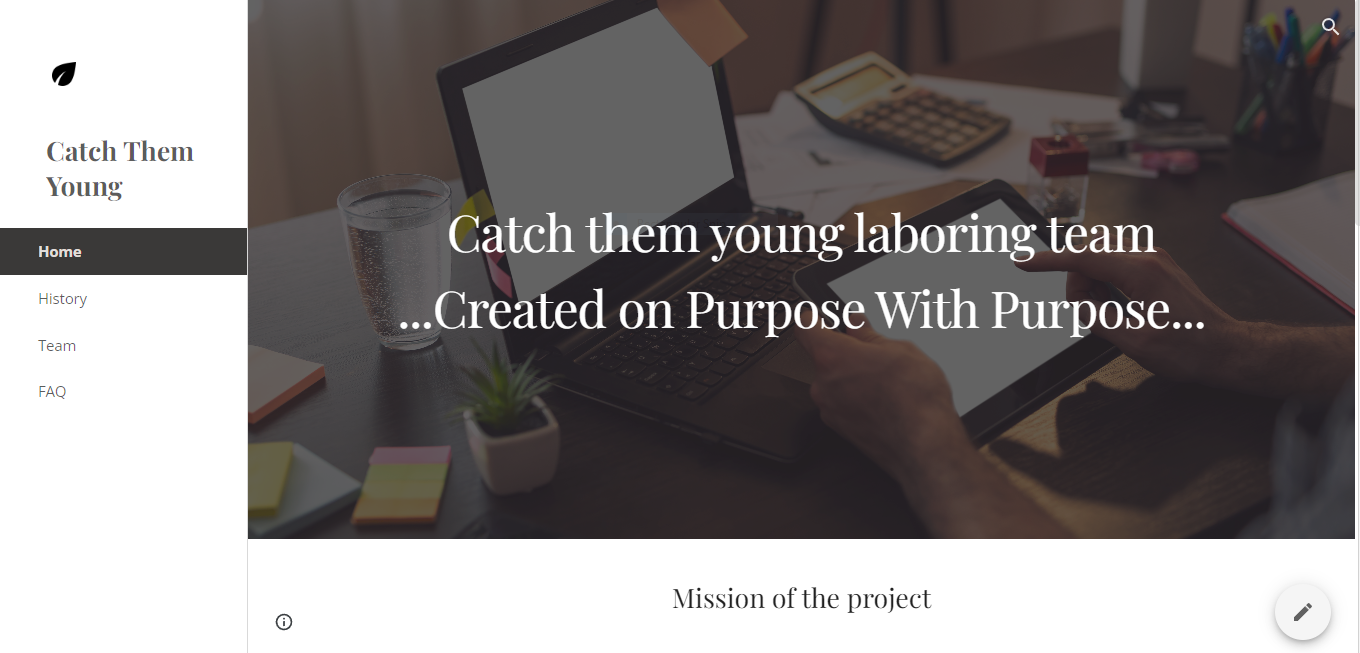 Catch Them
Young
Home
History
Team
FAQ
Catch them young laboring team
...Created on Purpose With Purpose...
Mission of the project